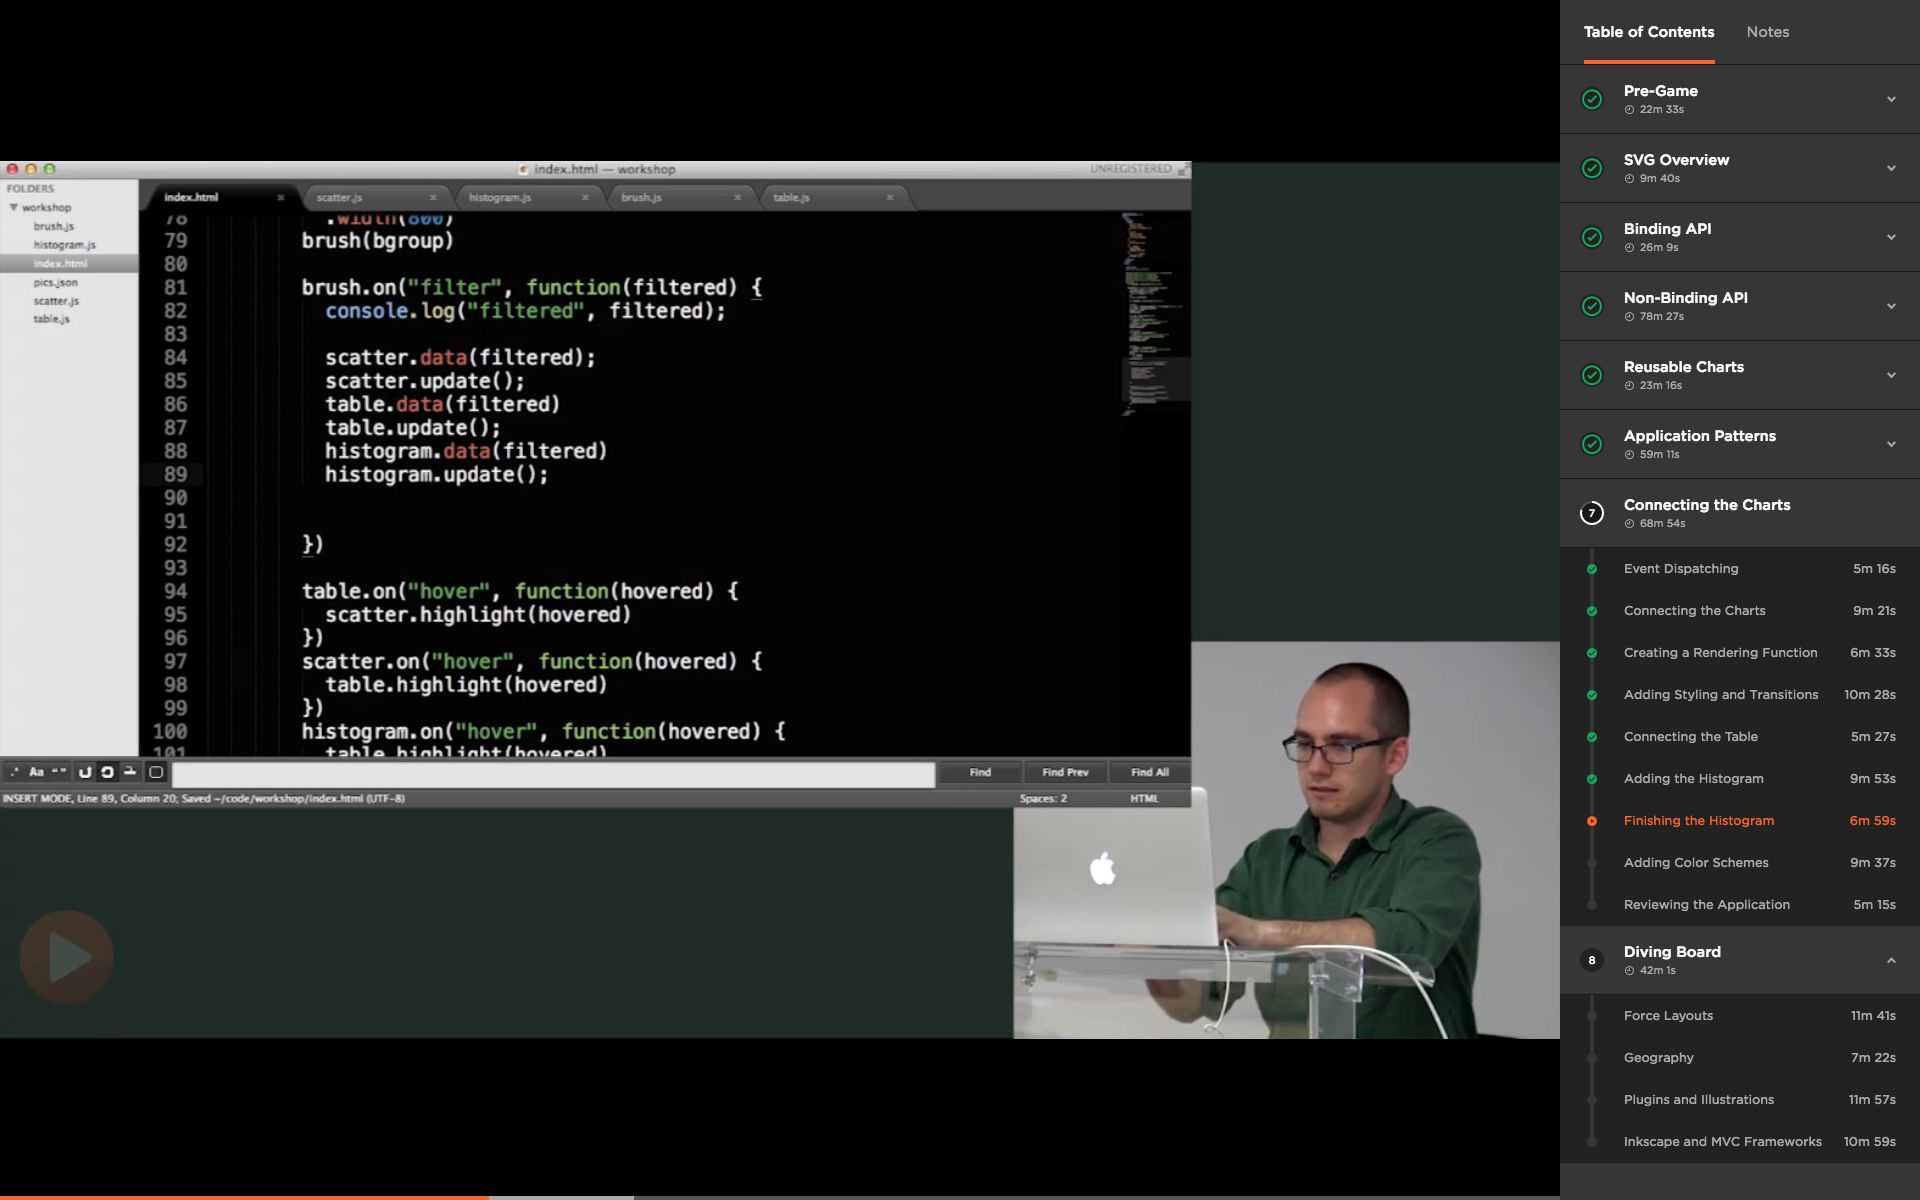 index.html — workshop
UNREGISTERED
FOLDERS
workshop
brush.js
histogram.js
index.html
pics.json
scatter.js
table.js
index.html
scatter.js
histogram.js
brush.js
table.js
78 .width(800)
79 brush(bgroup)
80
81 brush.on("filter", function(filtered) {
82 console.log("filtered", filtered);
83
84 scatter.data(filtered);
85 scatter.update();
86 table.data(filtered)
87 table.update();
88 histogram.data(filtered)
89 histogram.update();
90
91
92 })
93
94 table.on("hover", function(hovered) {
95 scatter.highlight(hovered)
96 })
97 scatter.on("hover", function(hovered) {
98 table.highlight(hovered)
99 })
100 histogram.on("hover", function(hovered) {
101 table.highlight(hovered)
.* Aa “”
Find
Find Prev
Find All
INSERT MODE, Line 89, Column 20; Saved ~/code/workshop/index.html (UTF-8)
Spaces: 2
HTML
Table of Contents
Notes
Pre-Game
22m 33s
SVG Overview
9m 40s
Binding API
26m 9s
Non-Binding API
78m 27s
Reusable Charts
23m 16s
Application Patterns
59m 11s
7
Connecting the Charts
68m 54s
Event Dispatching 5m 16s
Connecting the Charts 9m 21s
Creating a Rendering Function 6m 33s
Adding Styling and Transitions 10m 28s
Connecting the Table 5m 27s
Adding the Histogram 9m 53s
Finishing the Histogram 6m 59s
Adding Color Schemes 9m 37s
Reviewing the Application 5m 15s
8
Diving Board
42m 1s
Force Layouts 11m 41s
Geography 7m 22s
Plugins and Illustrations 11m 57s
Inkscape and MVC Frameworks 10m 59s